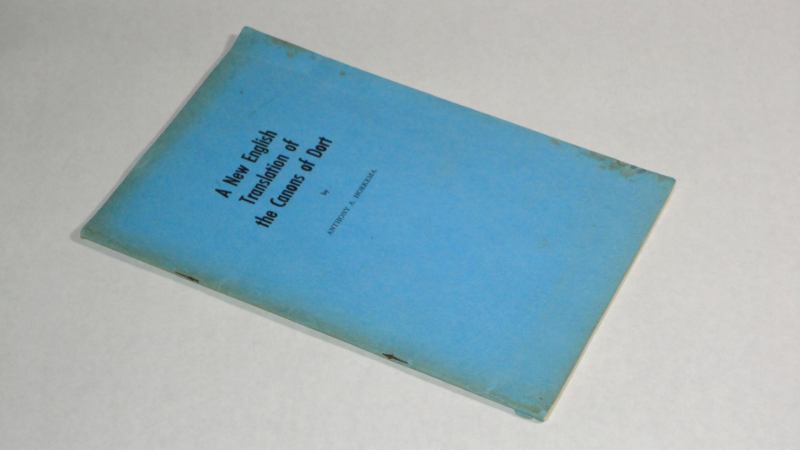 A New English
Translation of
the Canons of Dort
by
ANTHONY A. HOEKEMA